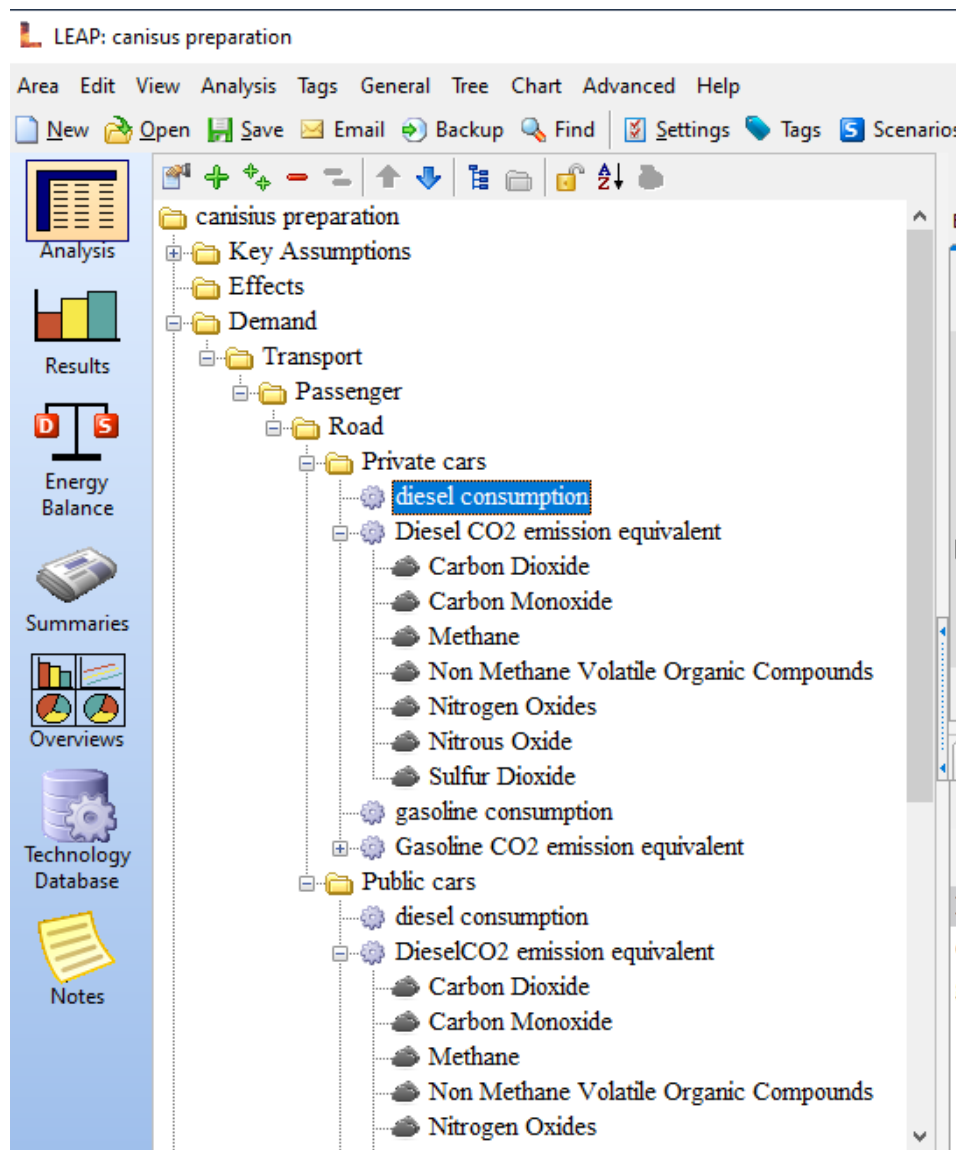 LEAP: canisus preparation
Area Edit View Analysis Tags General Tree Chart Advanced Help
New Open Save Email Backup Find Settings Tags S Scenarios
Analysis
Results
D S
Energy
Balance
Summaries
Overviews
Technology
Database
Notes
A
Z
canisius preparation
Key Assumptions
Effects
Demand
Transport
Passenger
Road
Private cars
diesel consumption
Diesel CO2 emission equivalent
Carbon Dioxide
Carbon Monoxide
Methane
Non Methane Volatile Organic Compounds
Nitrogen Oxides
Nitrous Oxide
Sulfur Dioxide
gasoline consumption
Gasoline CO2 emission equivalent
Public cars
diesel consumption
DieselCO2 emission equivalent
Carbon Dioxide
Carbon Monoxide
Methane
Non Methane Volatile Organic Compounds
Nitrogen Oxides